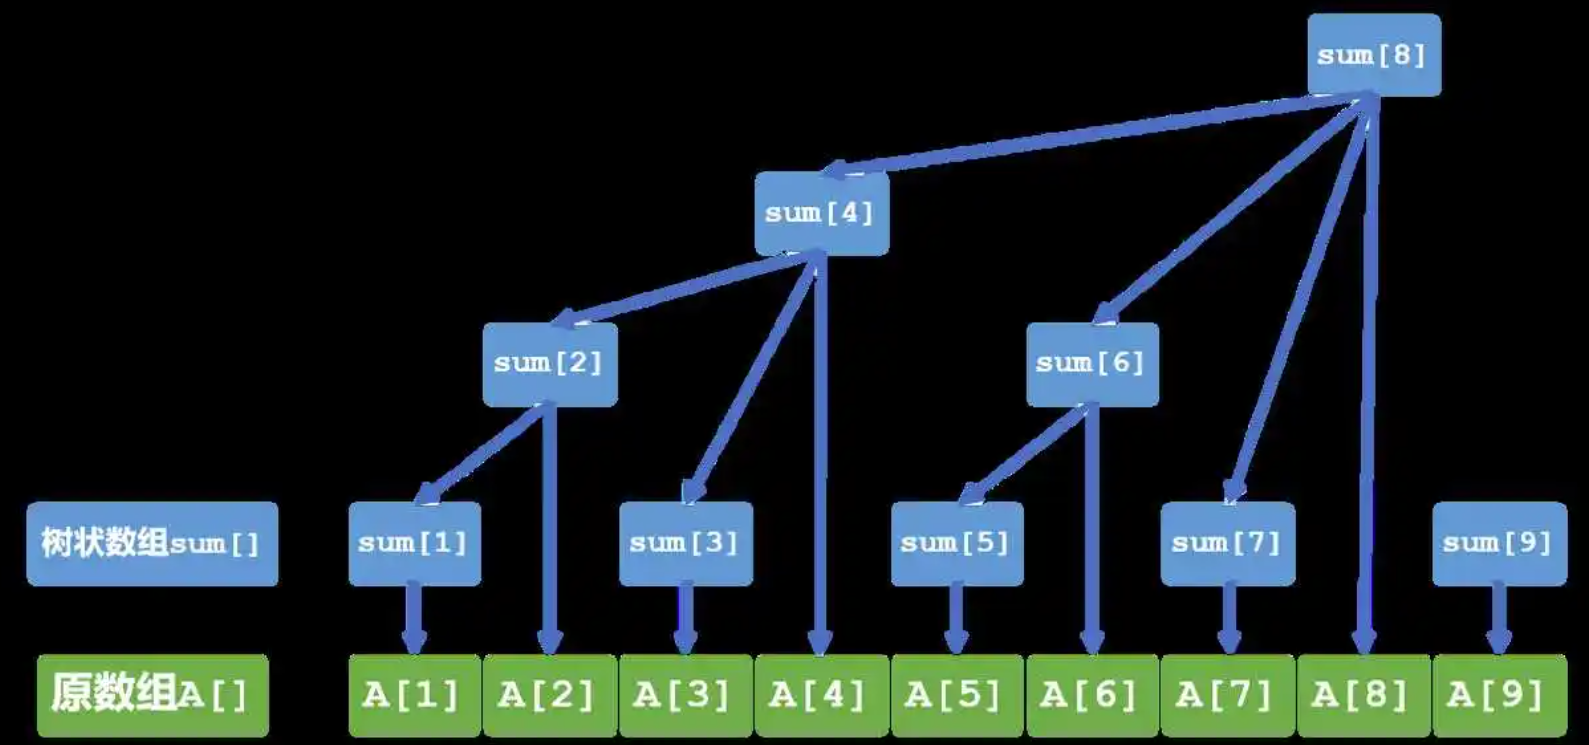 sum[8]
sum[4]
sum[2]
sum[6]
树状数组sum[]
sum[1]
sum[3]
sum[5]
sum[7]
sum[9]
原数组A[]
A[1]
A[2]
A[3]
A[4]
A[5]
A[6]
A[7]
A[8]
A[9]